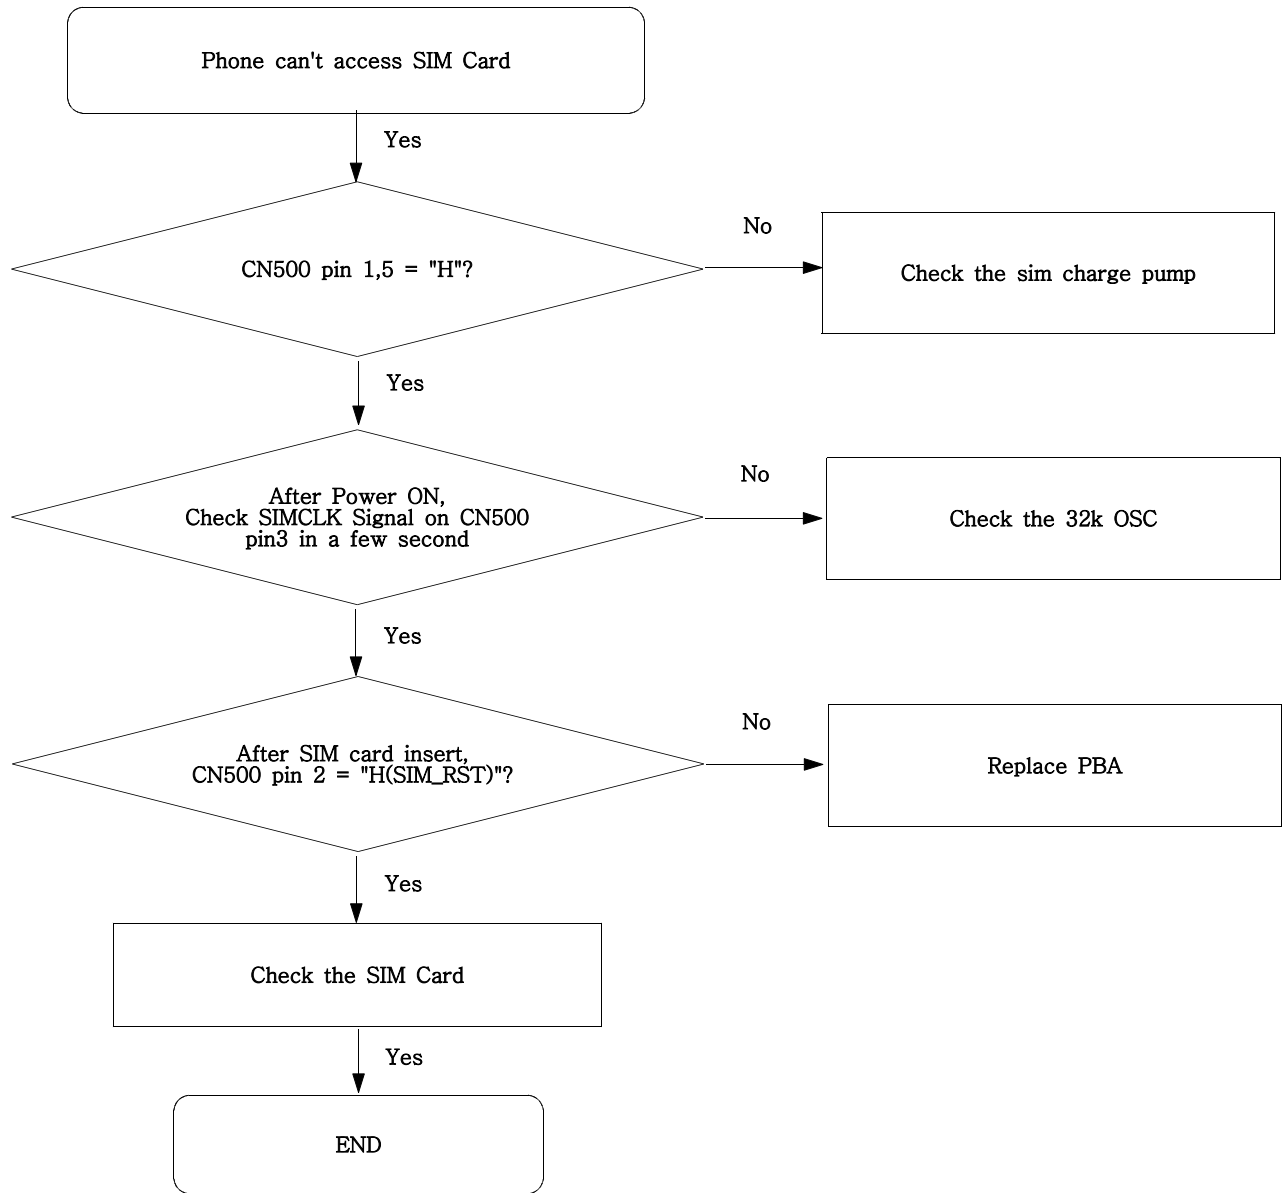 Phone can't access SIM Card
Yes
CN500 pin 1,5 = "H"?
No
Check the sim charge pump
Yes
After Power ON,
Check SIMCLK Signal on CN500
pin3 in a few second
No
Check the 32k OSC
Yes
After SIM card insert,
CN500 pin 2 = "H(SIM_RST)"?
No
Replace PBA
Yes
Check the SIM Card
Yes
END